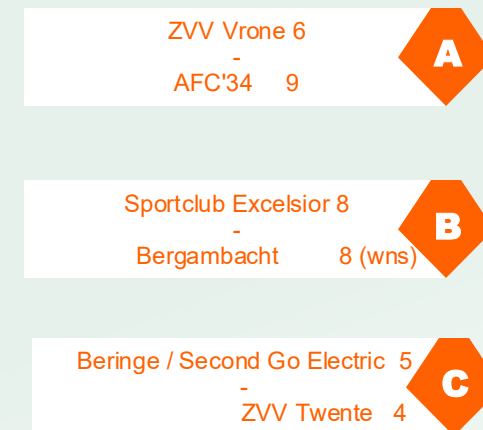 ZVV Vrone 6
-
AFC'34 9
A
Sportclub Excelsior 8
-
Bergambacht 8 (wns)
B
Beringe / Second Go Electric 5
-
ZVV Twente 4
C